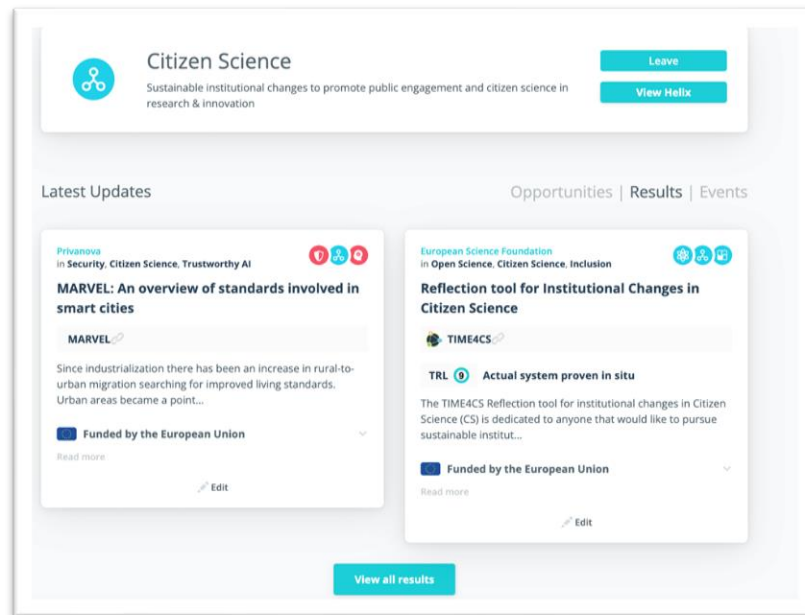 Citizen Science
Sustainable institutional changes to promote public engagement and citizen science in
research & innovation
Leave
View Helix
Latest Updates
Opportunities | Results | Events
Privanova
in Security, Citizen Science, Trustworthy AI
MARVEL: An overview of standards involved in
smart cities
MARVEL
Since industrialization there has been an increase in rural-to-
urban migration searching for improved living standards.
Urban areas became a point...
Funded by the European Union
Read more
Edit
European Science Foundation
in Open Science, Citizen Science, Inclusion
Reflection tool for Institutional Changes in
Citizen Science
TIME4CS
TRL 9 Actual system proven in situ
The TIME4CS Reflection tool for institutional changes in Citizen
Science (CS) is dedicated to anyone that would like to pursue
sustainable institut...
Funded by the European Union
Read more
Edit
View all results